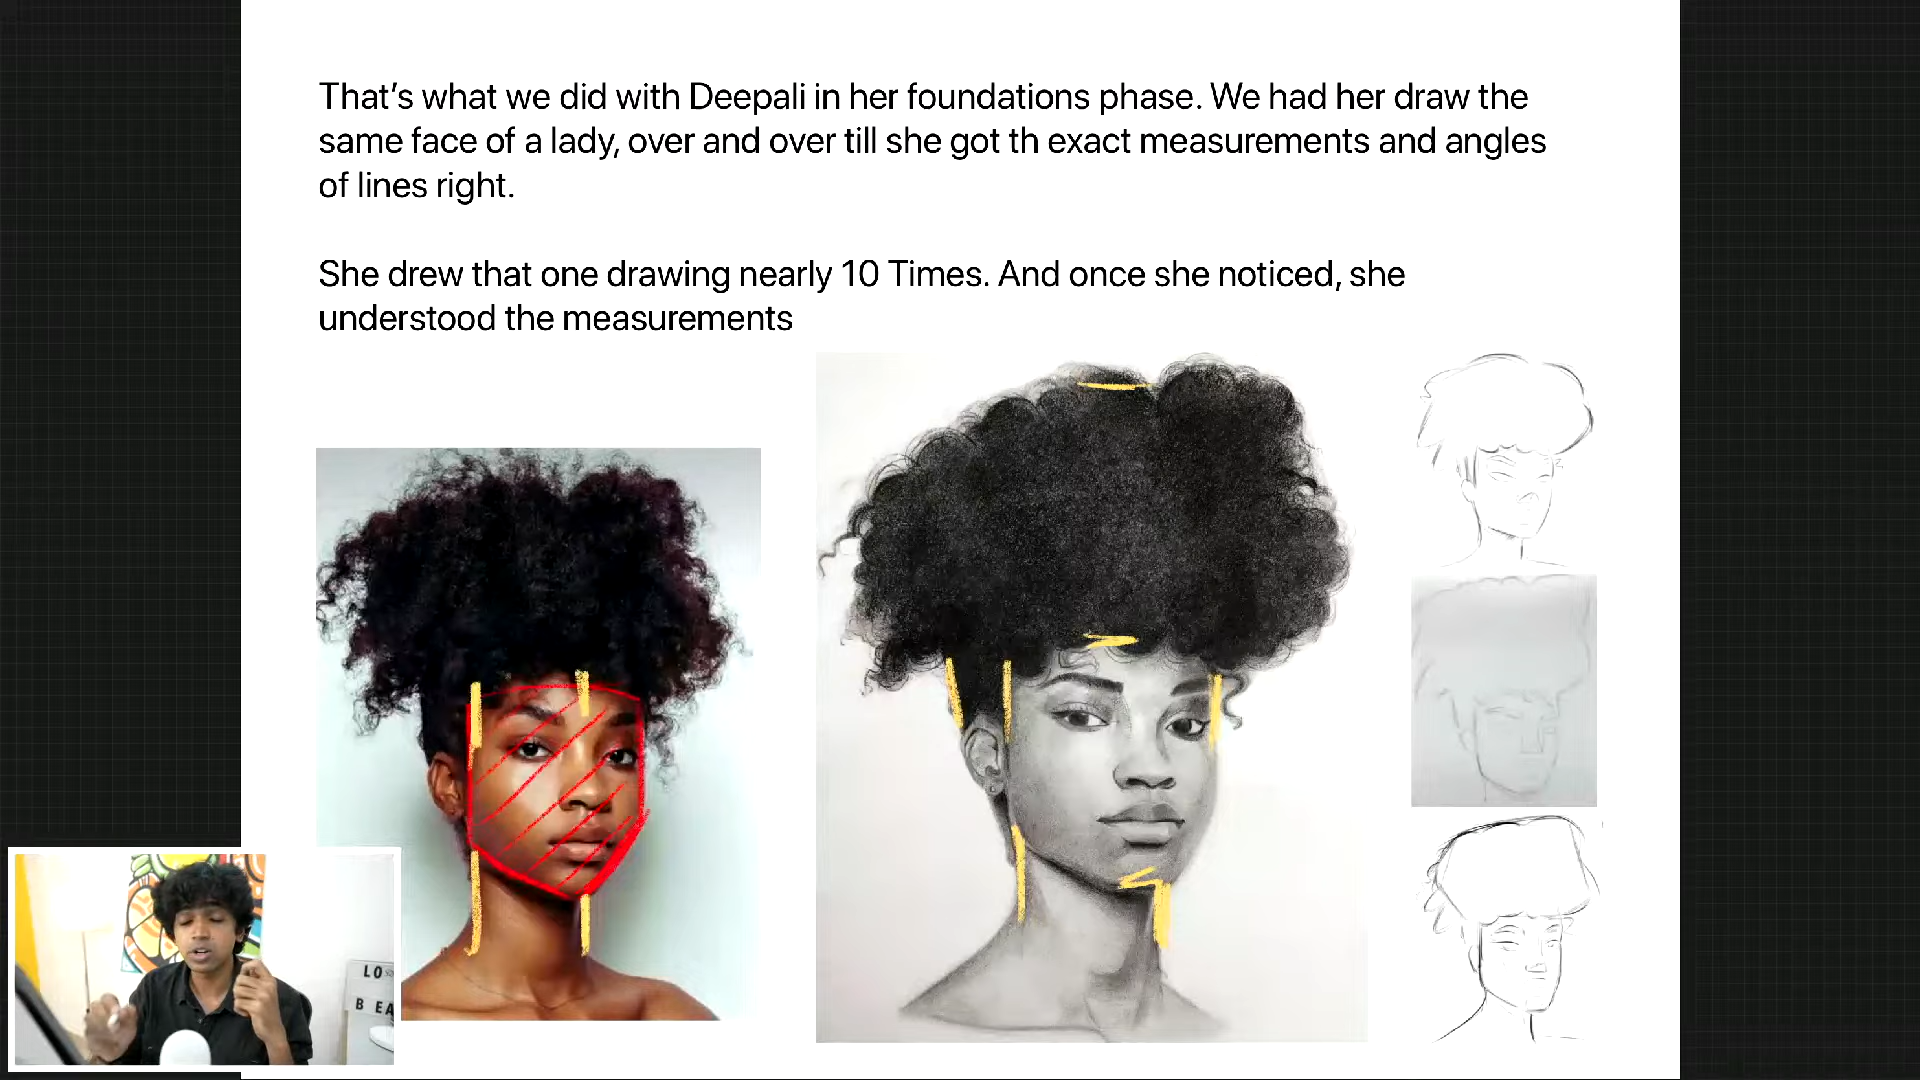 That's what we did with Deepali in her foundations phase. We had her draw the
same face of a lady, over and over till she got th exact measurements and angles
of lines right.
She drew that one drawing nearly 10 Times. And once she noticed, she
understood the measurements
LO
B EA